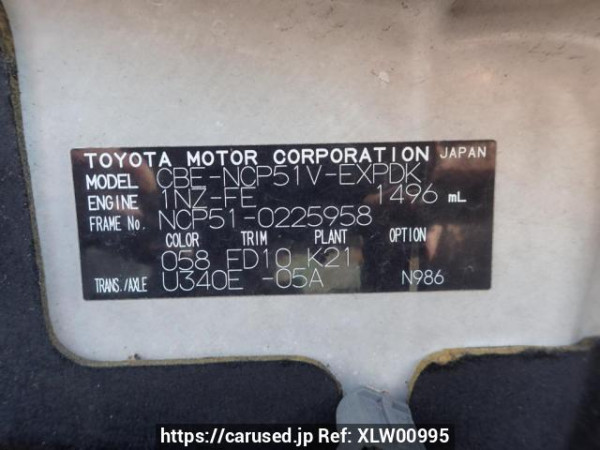 TOYOTA MOTOR CORPORATION JAPAN
MODEL CBE-NCP51V-EXPDK
ENGINE 1NZ-FE 1496 mL
FRAME No. NCP51-0225958
COLOR TRIM PLANT OPTION
058 FD10 K21
TRANS./AXLE U340E -05A N986
https://carused.jp Ref: XLW00995